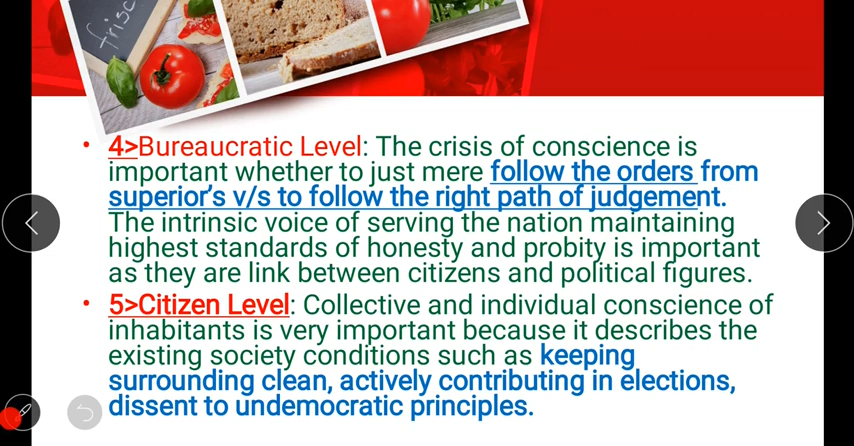 frisc
• 4>Bureaucratic Level: The crisis of conscience is
important whether to just mere follow the orders from
superior's v/s to follow the right path of judgement.
The intrinsic voice of serving the nation maintaining
highest standards of honesty and probity is important
as they are link between citizens and political figures.
• 5>Citizen Level: Collective and individual conscience of
inhabitants is very important because it describes the
existing society conditions such as keeping
surrounding clean, actively contributing in elections,
dissent to undemocratic principles.